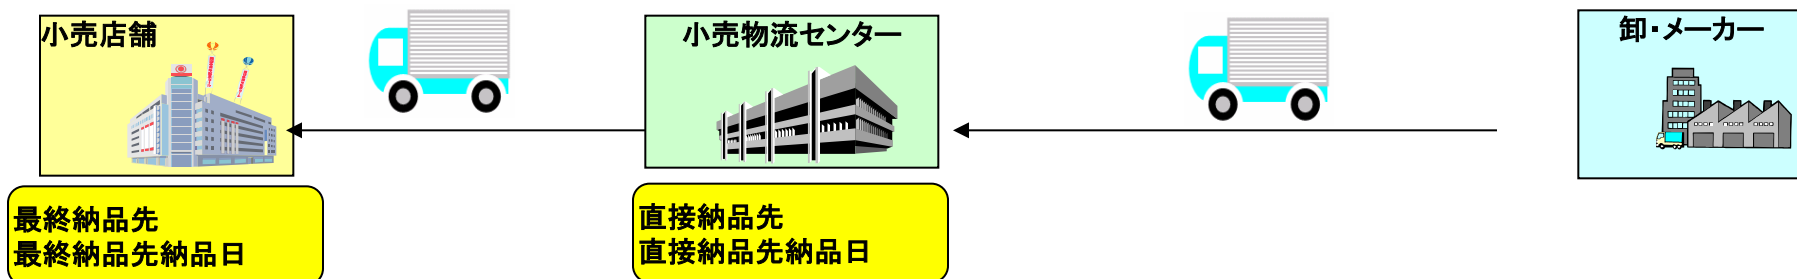 小売店舗
小売物流センター
卸・メーカー
最終納品先
最終納品先納品日
直接納品先
直接納品先納品日